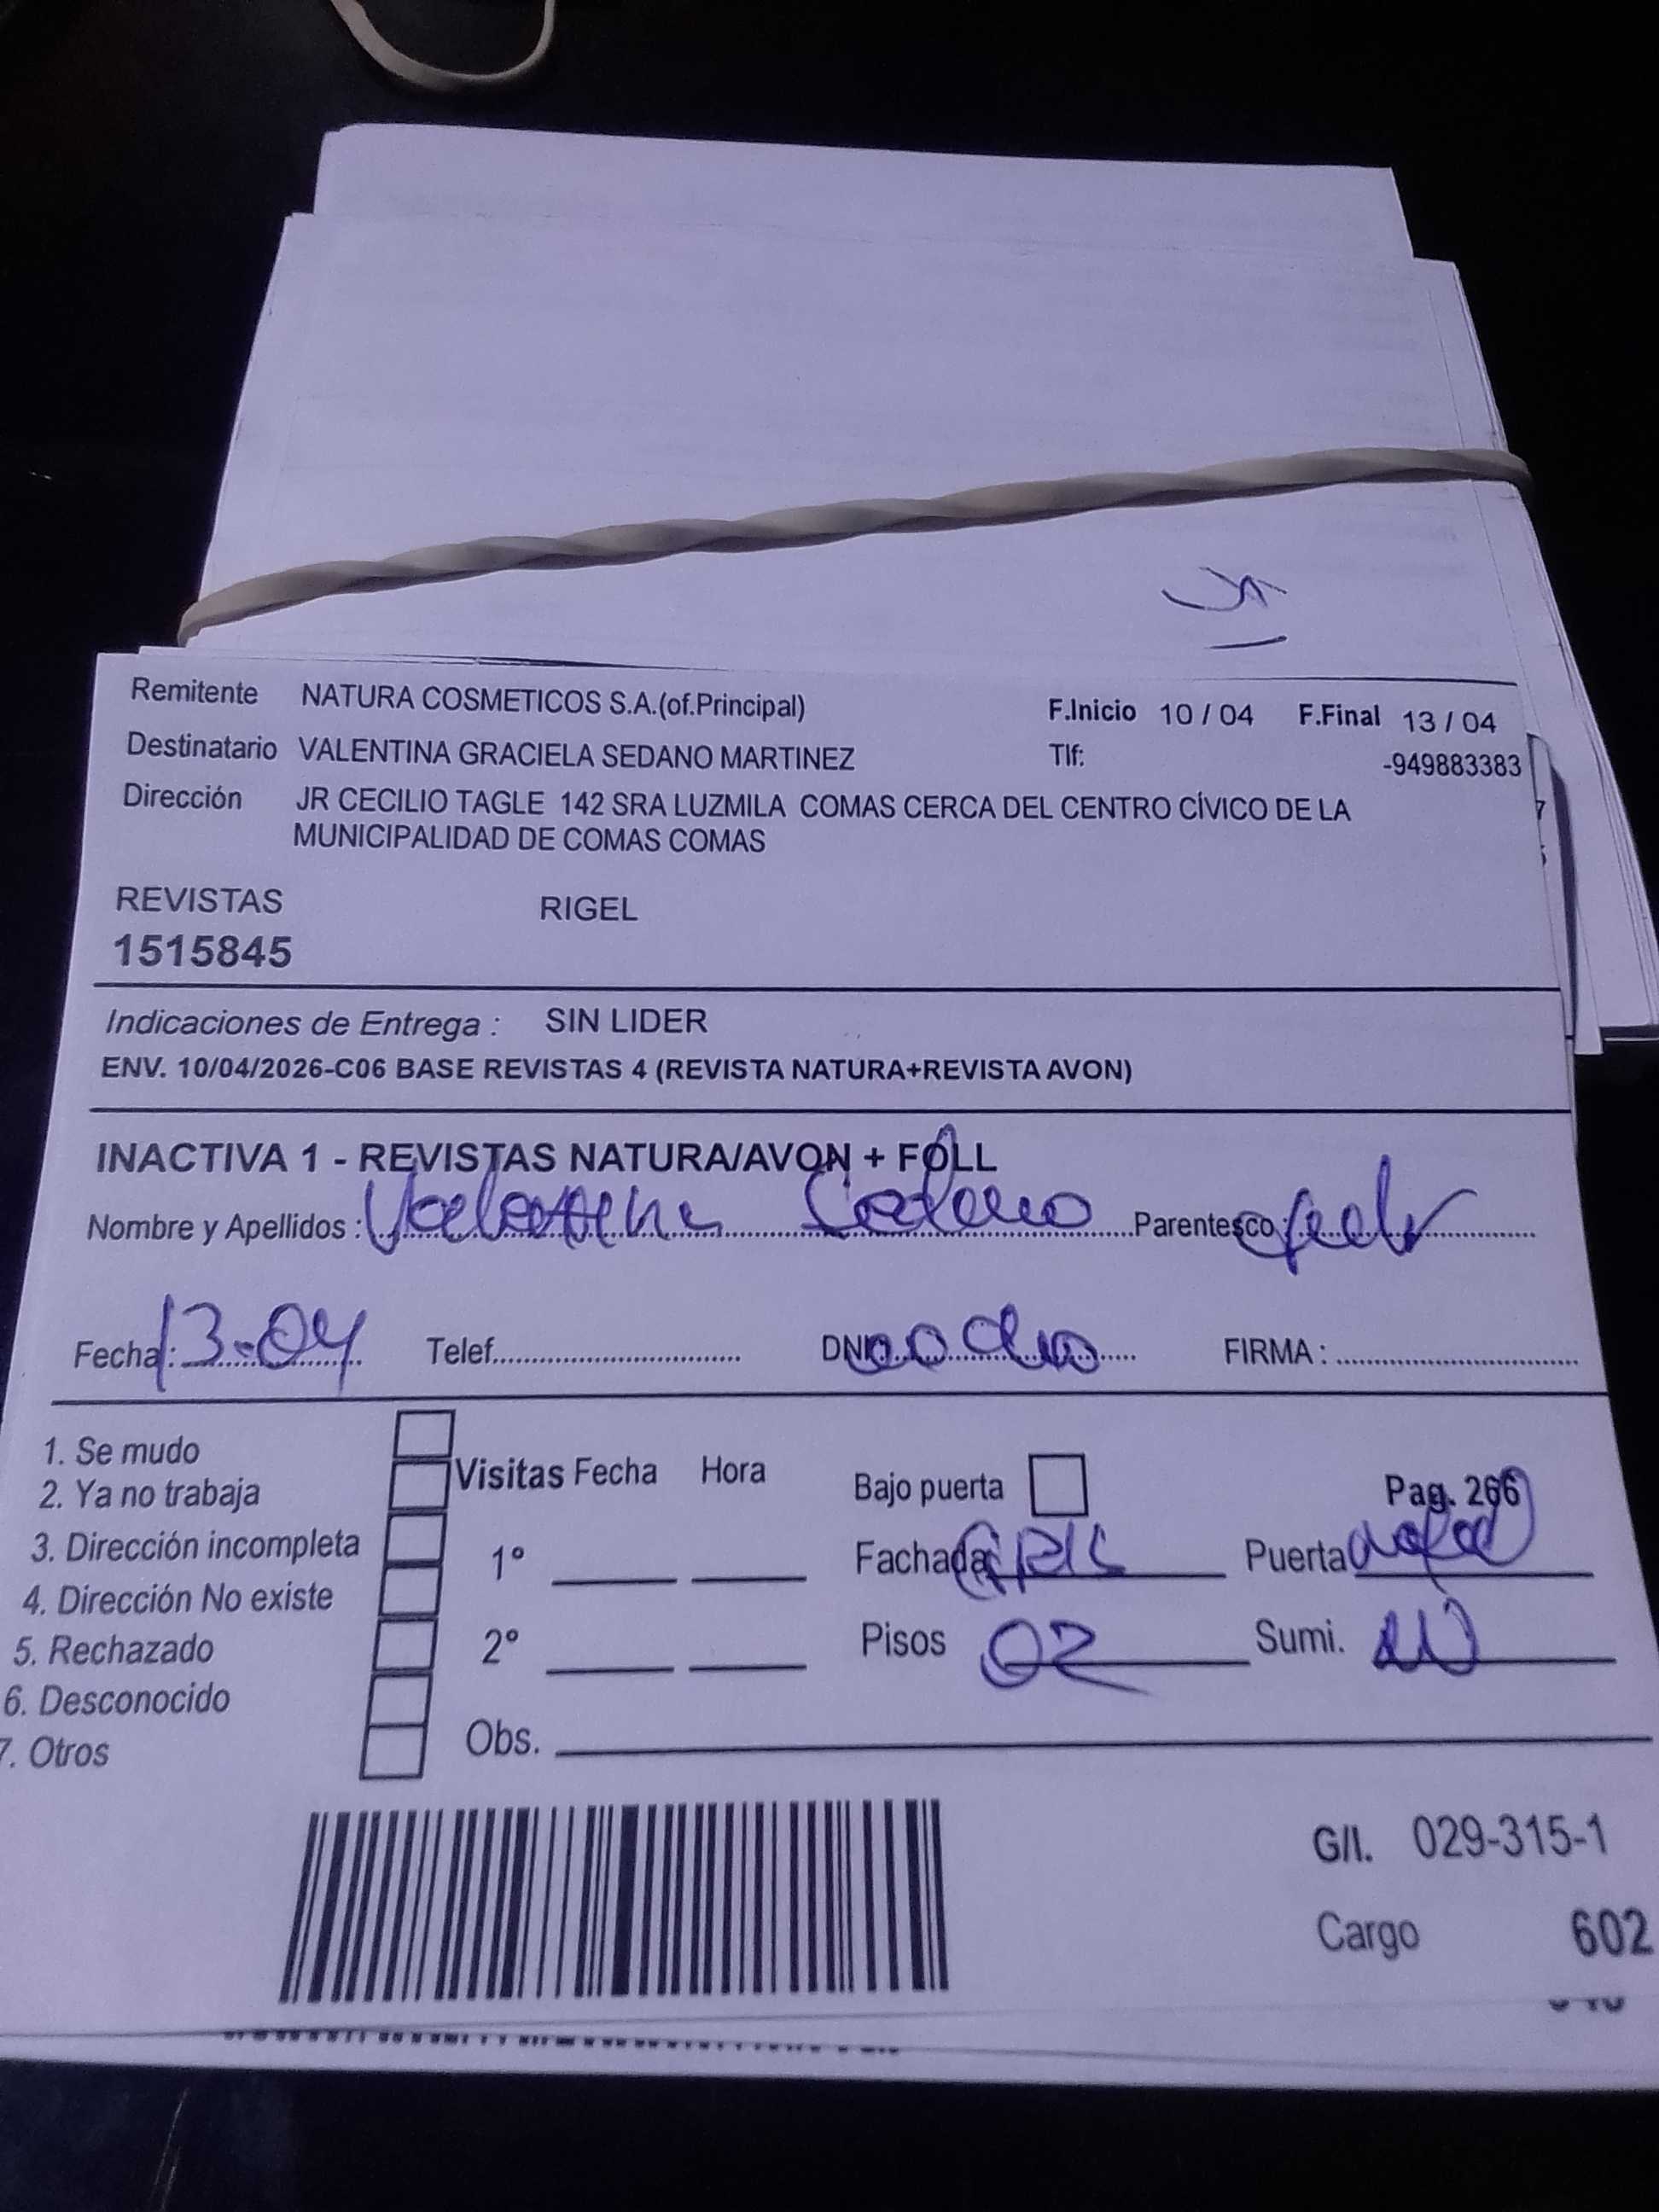 Remitente NATURA COSMETICOS S.A.(of.Principal) F.Inicio 10 / 04 F.Final 13 / 04
Destinatario VALENTINA GRACIELA SEDANO MARTINEZ Tlf: -949883383
Dirección JR CECILIO TAGLE 142 SRA LUZMILA COMAS CERCA DEL CENTRO CÍVICO DE LA
MUNICIPALIDAD DE COMAS COMAS
REVISTAS RIGEL
1515845
Indicaciones de Entrega : SIN LIDER
ENV. 10/04/2026-C06 BASE REVISTAS 4 (REVISTA NATURA+REVISTA AVON)
INACTIVA 1 - REVISTAS NATURA/AVON + FOLL
Nombre y Apellidos : Valentina Sedano Parentesco
Fecha : 13-04 Telef. DNI FIRMA :
1. Se mudo
2. Ya no trabaja
3. Dirección incompleta
4. Dirección No existe
5. Rechazado
6. Desconocido
7. Otros
Visitas Fecha Hora
1º
2º
Obs.
Bajo puerta Pag. 266
Fachada GRIS Puerta
Pisos 02 Sumi.
G/I. 029-315-1
Cargo 602